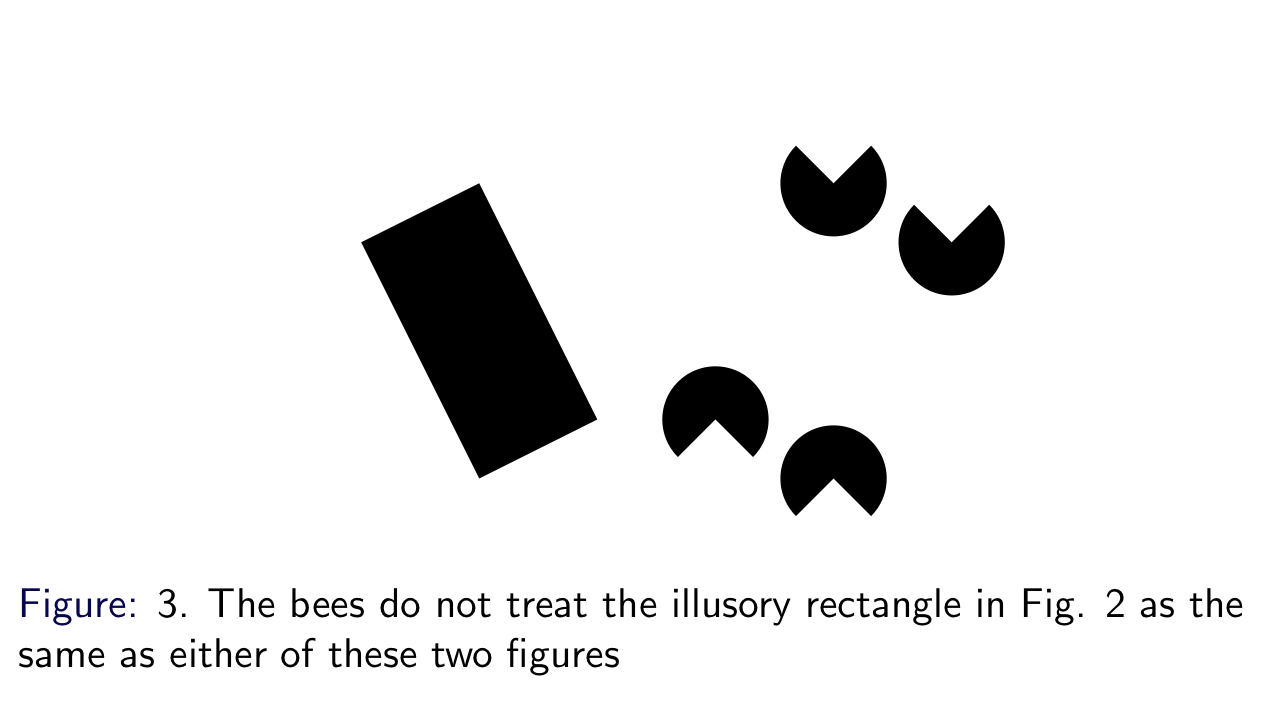 Figure: 3. The bees do not treat the illusory rectangle in Fig. 2 as the
same as either of these two figures